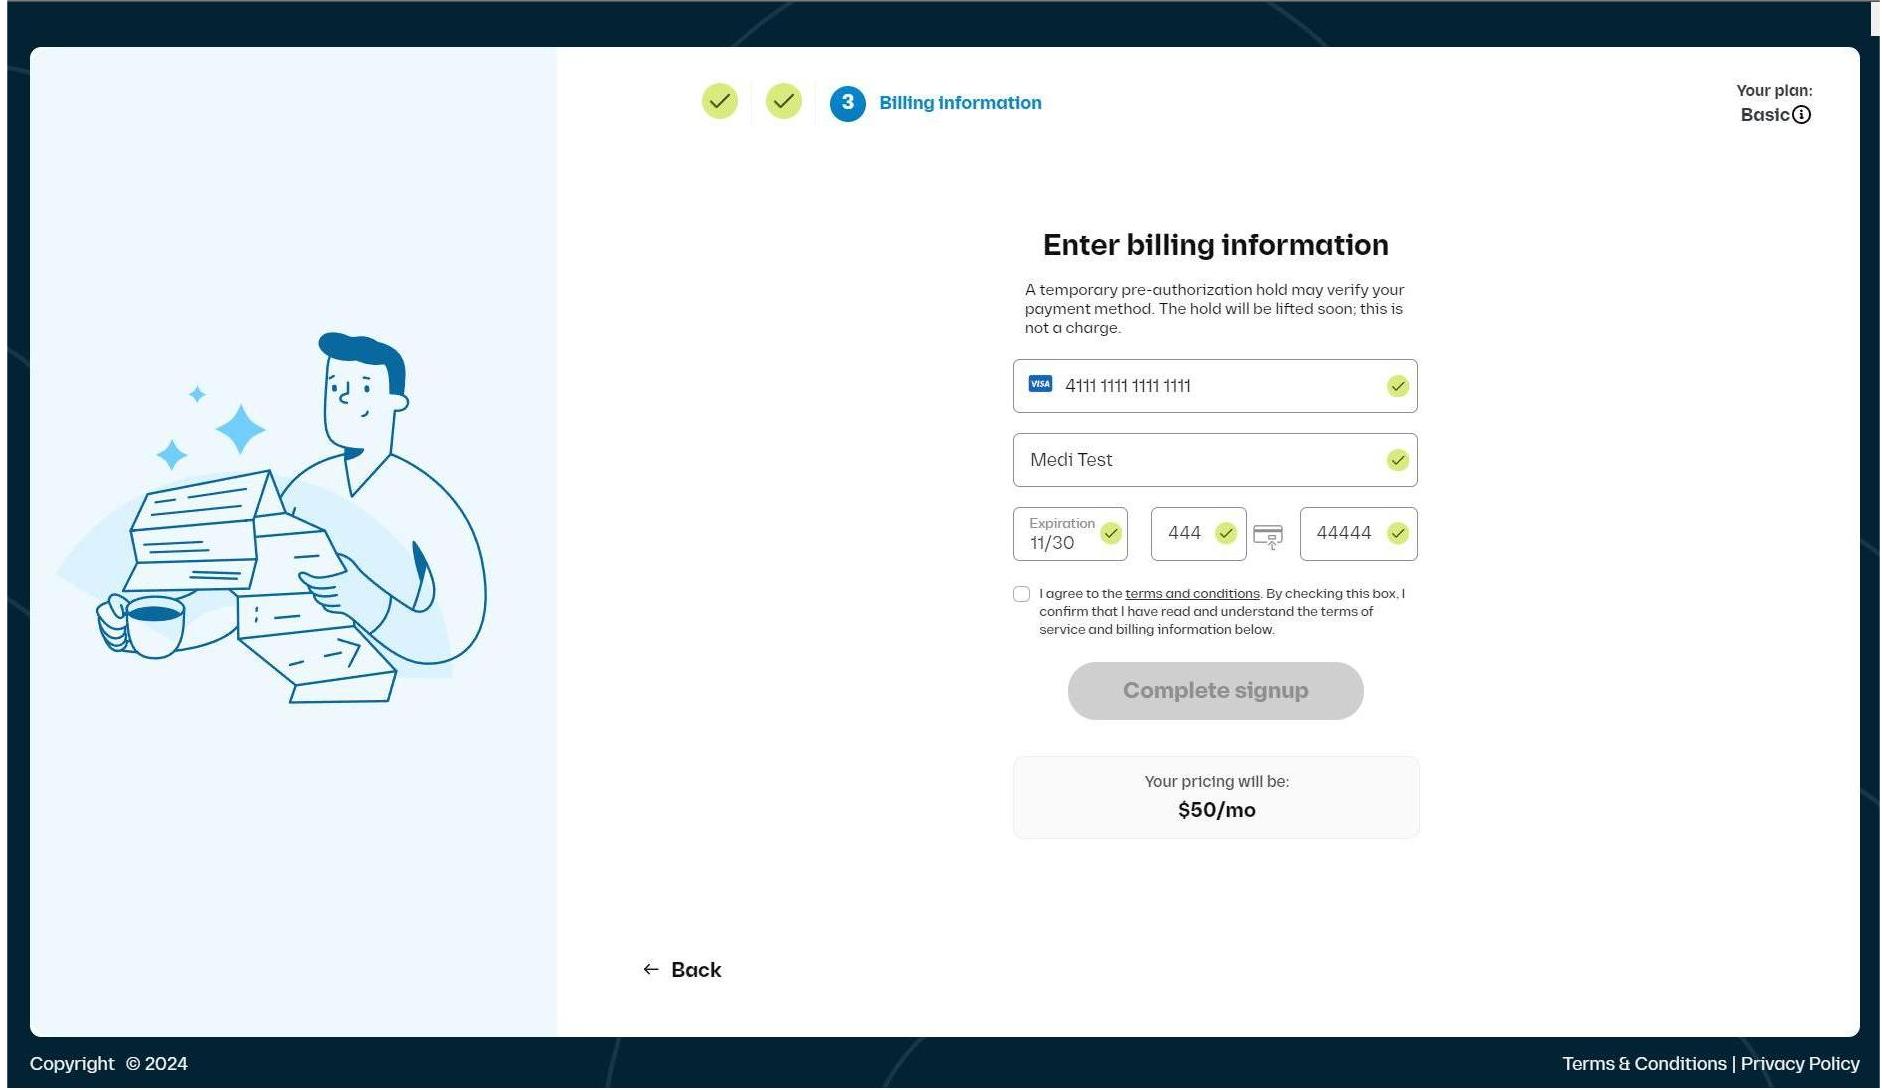 3 Billing information
Your plan:
Basic
Enter billing information
A temporary pre-authorization hold may verify your
payment method. The hold will be lifted soon; this is
not a charge.
VISA 4111 1111 1111 1111
Medi Test
Expiration
11/30
444
44444
I agree to the terms and conditions. By checking this box, I
confirm that I have read and understand the terms of
service and billing information below.
Complete signup
Your pricing will be:
$50/mo
← Back
Copyright © 2024
Terms & Conditions | Privacy Policy